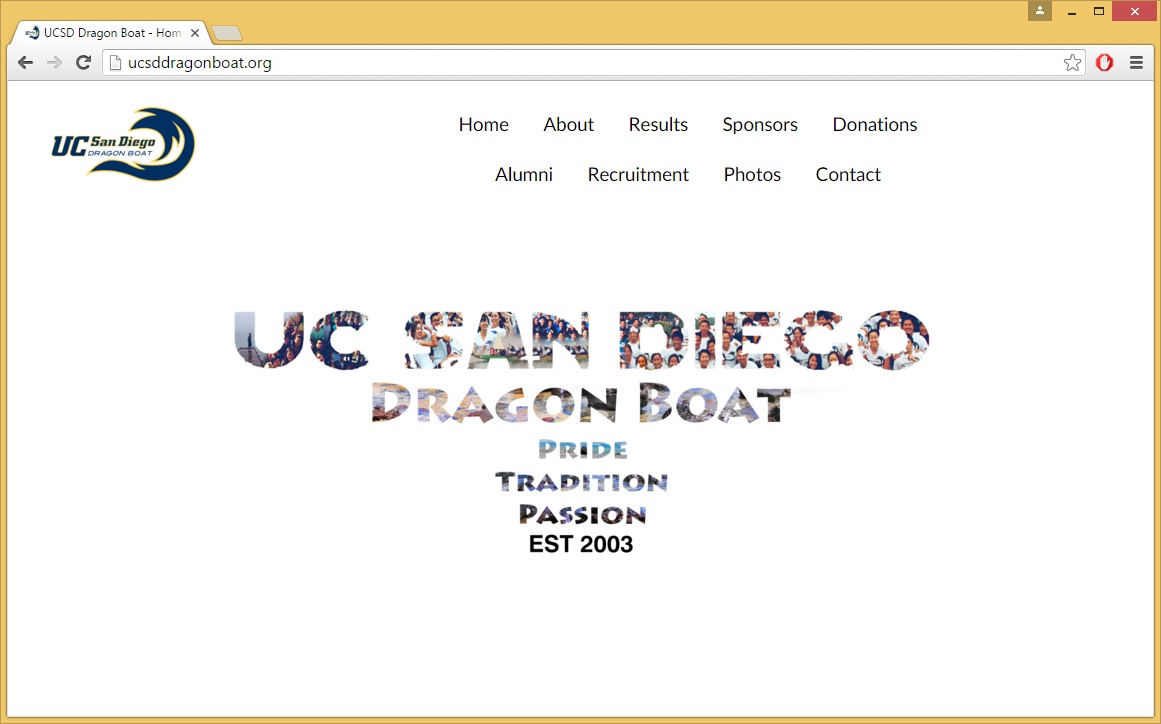 UCSD Dragon Boat - Hom
ucsddragonboat.org
UC San Diego
DRAGON BOAT
Home About Results Sponsors Donations
Alumni Recruitment Photos Contact
UC SAN DIEGO
DRAGON BOAT
PRIDE
TRADITION
PASSION
EST 2003